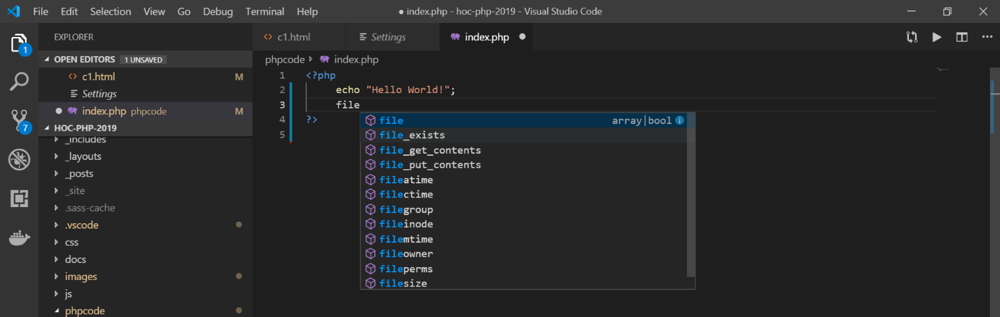 File Edit Selection View Go Debug Terminal Help ● index.php - hoc-php-2019 - Visual Studio Code
EXPLORER
OPEN EDITORS 1 UNSAVED
c1.html M
Settings
index.php phpcode M
HOC-PHP-2019
_includes
_layouts
_posts
_site
.sass-cache
.vscode
css
docs
images
js
phpcode
1
7
c1.html Settings index.php
phpcode index.php
1 <?php
2 echo "Hello World!";
3 file
4 ?>
5
file array|bool
file_exists
file_get_contents
file_put_contents
fileatime
filectime
filegroup
fileinode
filemtime
fileowner
fileperms
filesize